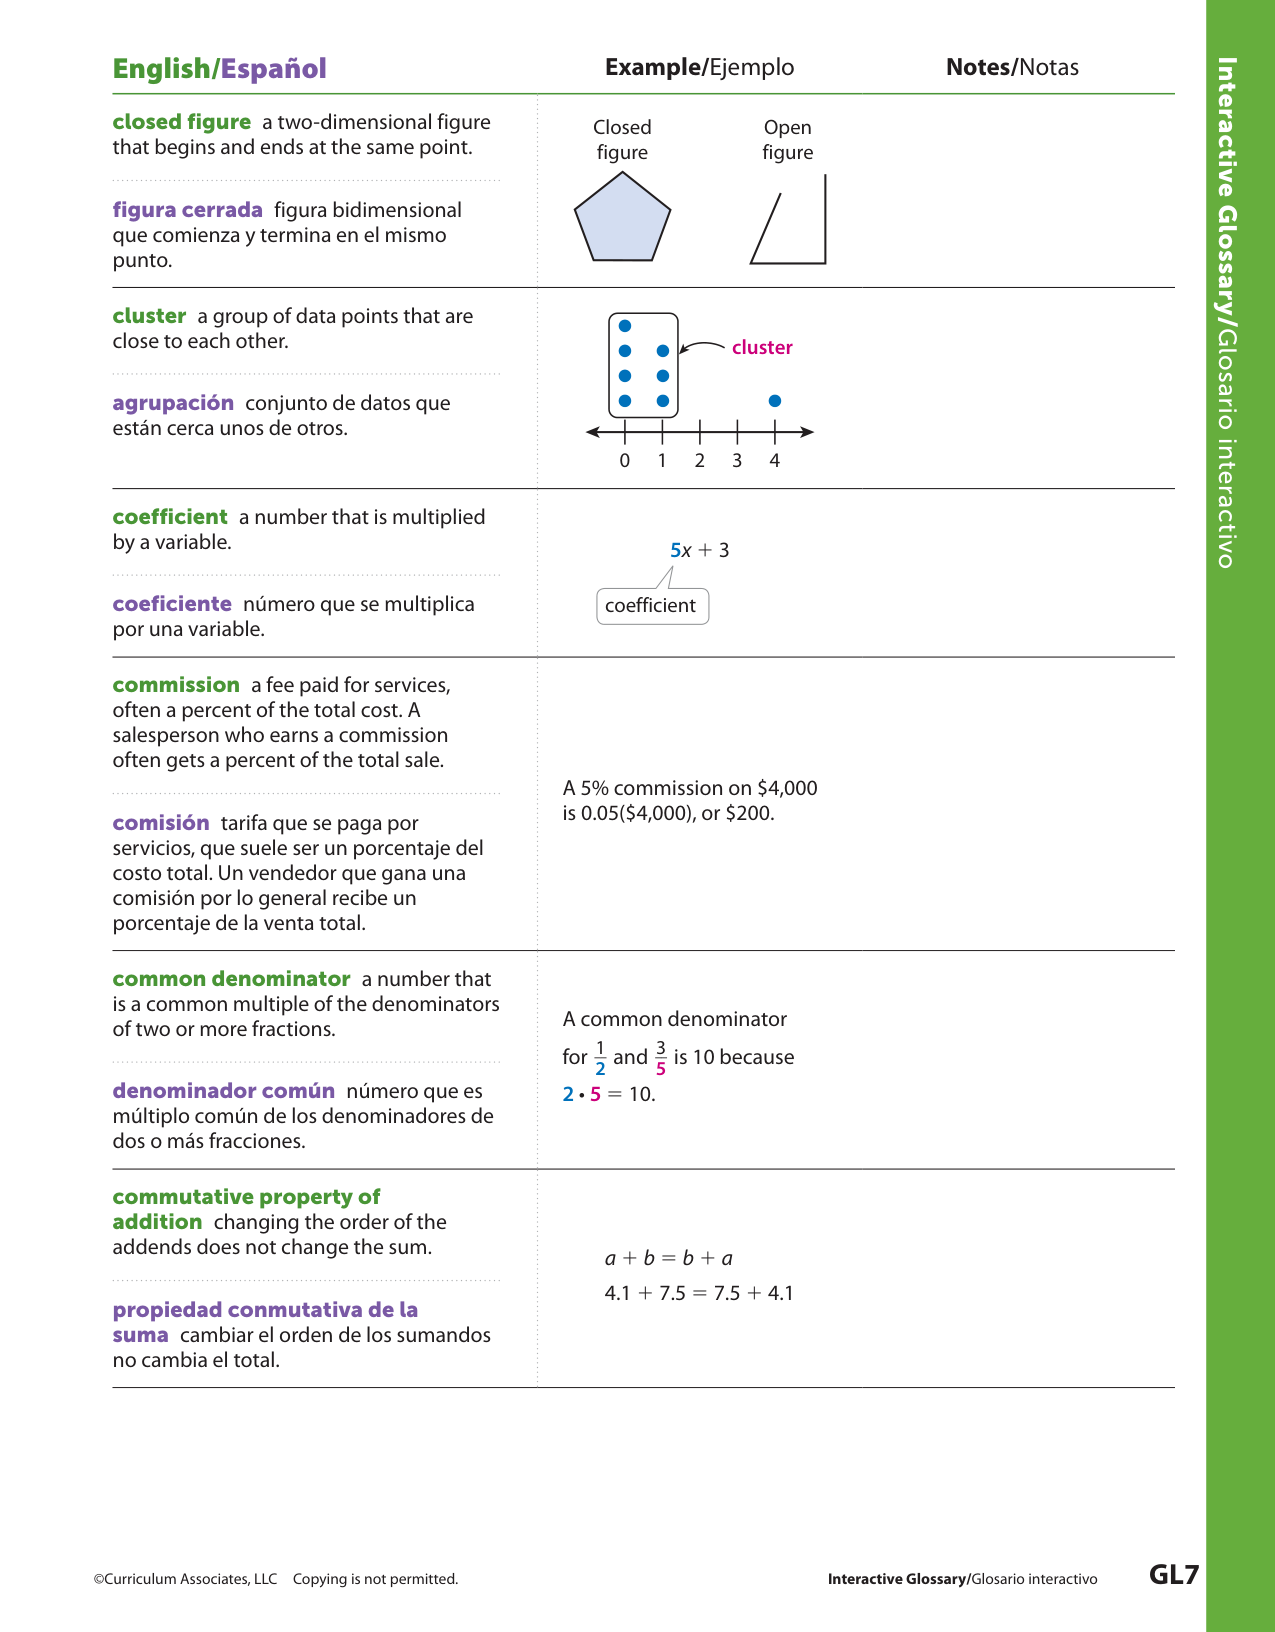 English/Español
Example/Ejemplo
Notes/Notas
closed figure a two-dimensional figure
that begins and ends at the same point.
figura cerrada figura bidimensional
que comienza y termina en el mismo
punto.
Closed
figure
Open
figure
cluster a group of data points that are
close to each other.
agrupación conjunto de datos que
están cerca unos de otros.
cluster
0 1 2 3 4
coefficient a number that is multiplied
by a variable.
coeficiente número que se multiplica
por una variable.
5x + 3
coefficient
commission a fee paid for services,
often a percent of the total cost. A
salesperson who earns a commission
often gets a percent of the total sale.
comisión tarifa que se paga por
servicios, que suele ser un porcentaje del
costo total. Un vendedor que gana una
comisión por lo general recibe un
porcentaje de la venta total.
A 5% commission on $4,000
is 0.05($4,000), or $200.
common denominator a number that
is a common multiple of the denominators
of two or more fractions.
denominador común número que es
múltiplo común de los denominadores de
dos o más fracciones.
A common denominator
for 1/2 and 3/5 is 10 because
2 • 5 = 10.
commutative property of
addition changing the order of the
addends does not change the sum.
propiedad conmutativa de la
suma cambiar el orden de los sumandos
no cambia el total.
a + b = b + a
4.1 + 7.5 = 7.5 + 4.1
Interactive Glossary/Glosario interactivo
©Curriculum Associates, LLC Copying is not permitted.
Interactive Glossary/Glosario interactivo
GL7